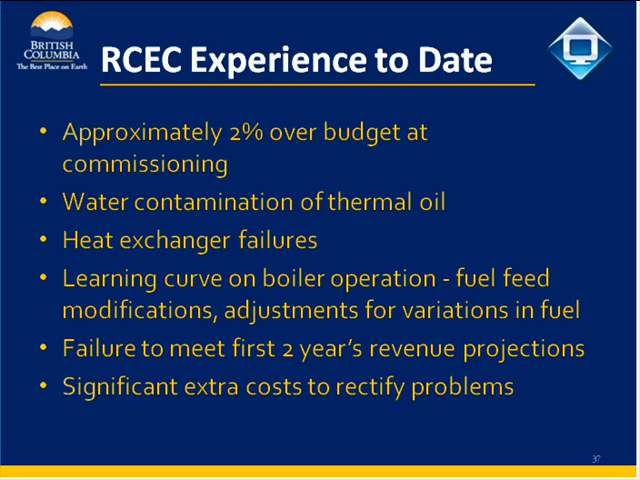 BRITISH
COLUMBIA
The Best Place on Earth
RCEC Experience to Date
• Approximately 2% over budget at
commissioning
• Water contamination of thermal oil
• Heat exchanger failures
• Learning curve on boiler operation - fuel feed
modifications, adjustments for variations in fuel
• Failure to meet first 2 year's revenue projections
• Significant extra costs to rectify problems
37